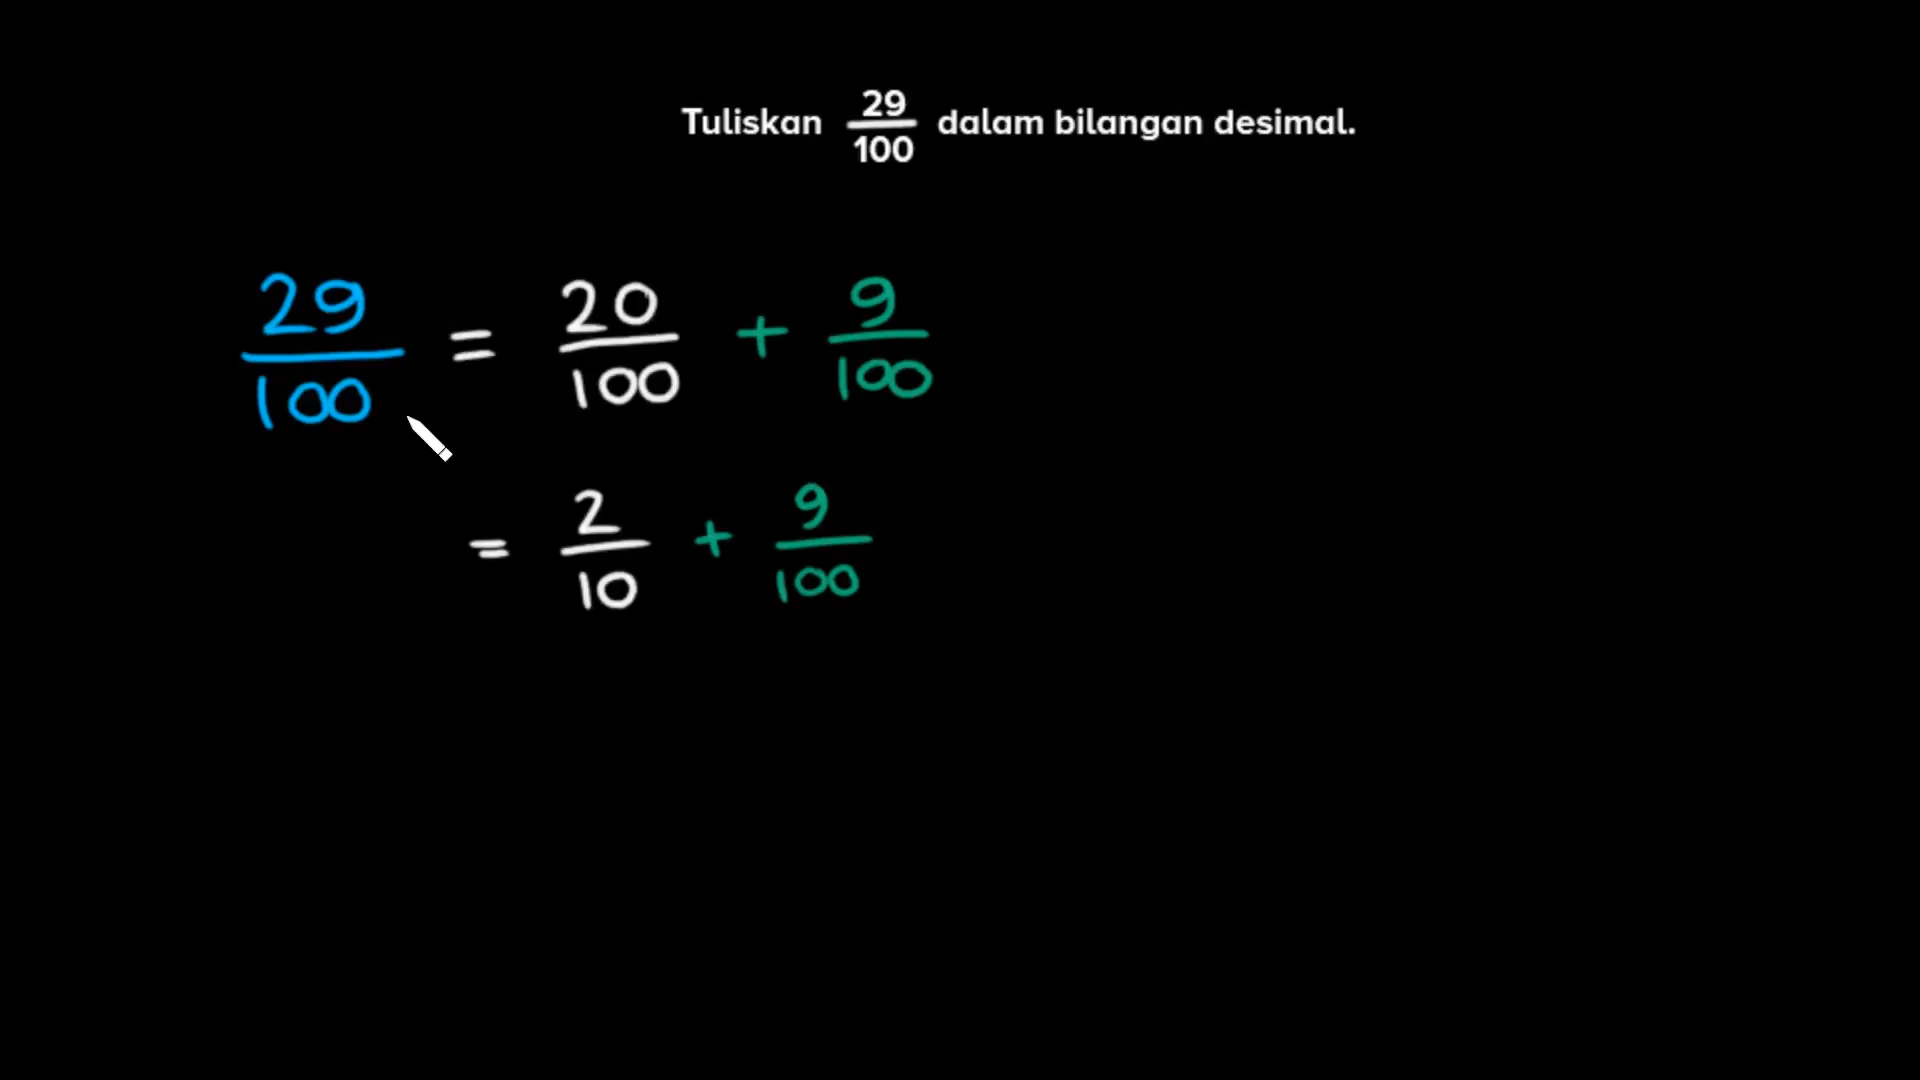 Tuliskan 29/100 dalam bilangan desimal.
29/100 = 20/100 + 9/100
= 2/10 + 9/100